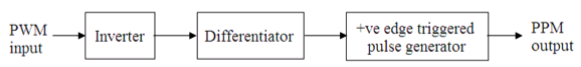 PWM input
Inverter
Differentiator
+ve edge triggered
pulse generator
PPM output